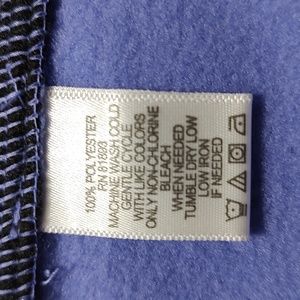 100% POLYESTER
RN 81803
MACHINE WASH COLD
GENTLE CYCLE
WITH LIKE COLORS
ONLY NON-CHLORINE
BLEACH
WHEN NEEDED
TUMBLE DRY LOW
LOW IRON
IF NEEDED